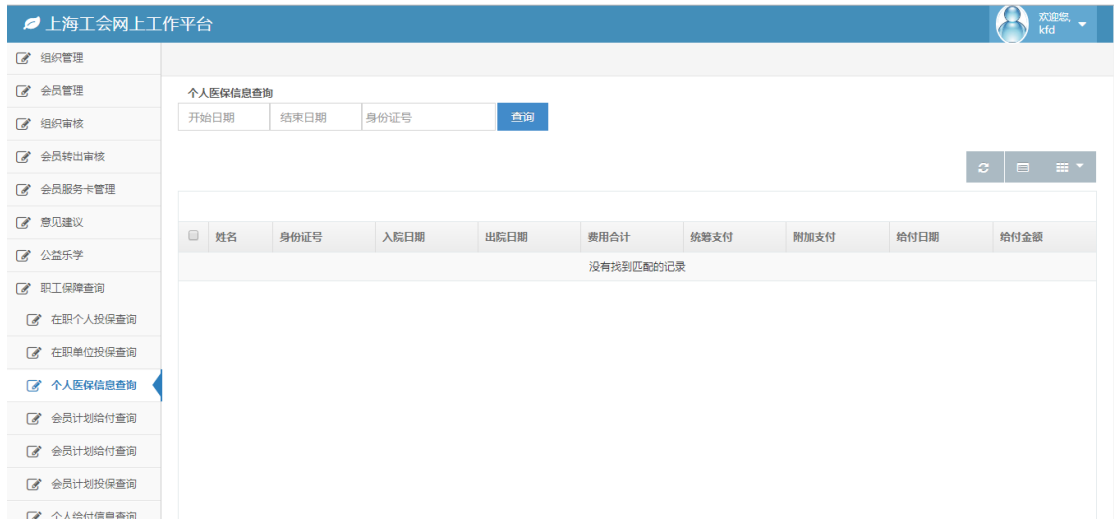 上海工会网上工作平台
欢迎您,
kfd
组织管理
会员管理
组织审核
会员转出审核
会员服务卡管理
意见建议
公益乐学
职工保障查询
在职个人投保查询
在职单位投保查询
个人医保信息查询
会员计划给付查询
会员计划给付查询
会员计划投保查询
个人给付信息查询
个人医保信息查询
开始日期 结束日期 身份证号 查询
姓名 身份证号 入院日期 出院日期 费用合计 统筹支付 附加支付 给付日期 给付金额
没有找到匹配的记录